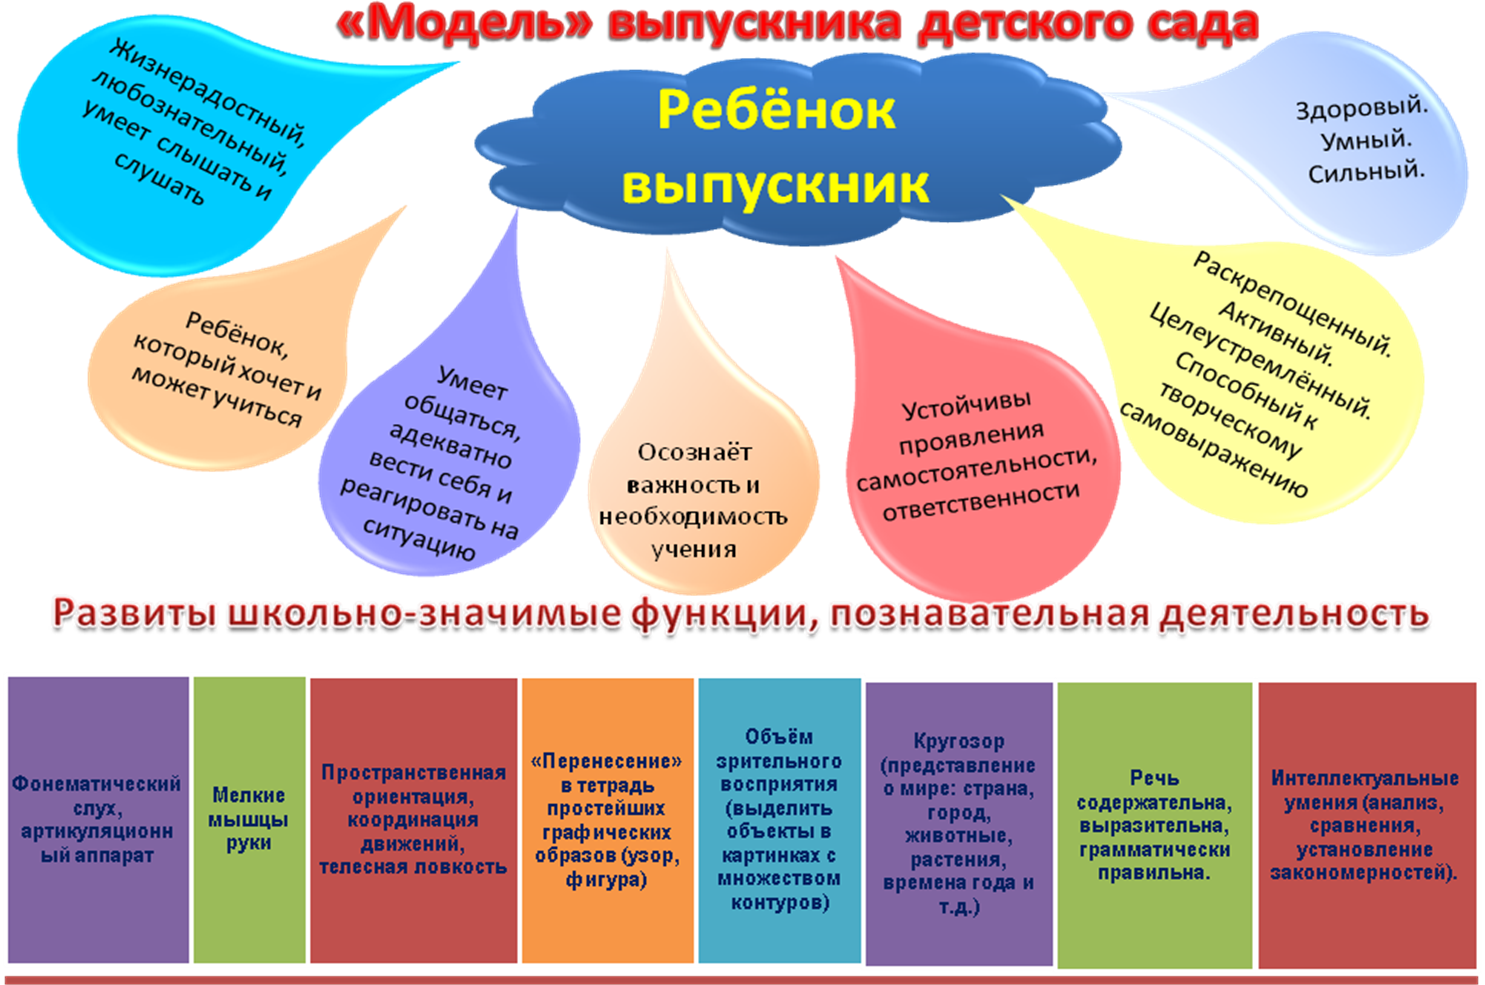 «Модель» выпускника детского сада
Ребёнок
выпускник
Жизнерадостный,
любознательный,
умеет слышать и
слушать
Ребёнок,
который хочет и
может учиться
Умеет
общаться,
адекватно
вести себя и
реагировать на
ситуацию
Осознаёт
важность и
необходимость
учения
Устойчивы
проявления
самостоятельности,
ответственности
Раскрепощенный.
Активный.
Целеустремлённый.
Способный к
творческому
самовыражению
Здоровый.
Умный.
Сильный.
Развиты школьно-значимые функции, познавательная деятельность
Фонематический
слух,
артикуляционн
ый аппарат
Мелкие
мышцы
руки
Пространственная
ориентация,
координация
движений,
телесная ловкость
«Перенесение»
в тетрадь
простейших
графических
образов (узор,
фигура)
Объём
зрительного
восприятия
(выделить
объекты в
картинках с
множеством
контуров)
Кругозор
(представление
о мире: страна,
город,
животные,
растения,
времена года и
т.д.)
Речь
содержательна,
выразительна,
грамматически
правильна.
Интеллектуальные
умения (анализ,
сравнения,
установление
закономерностей).